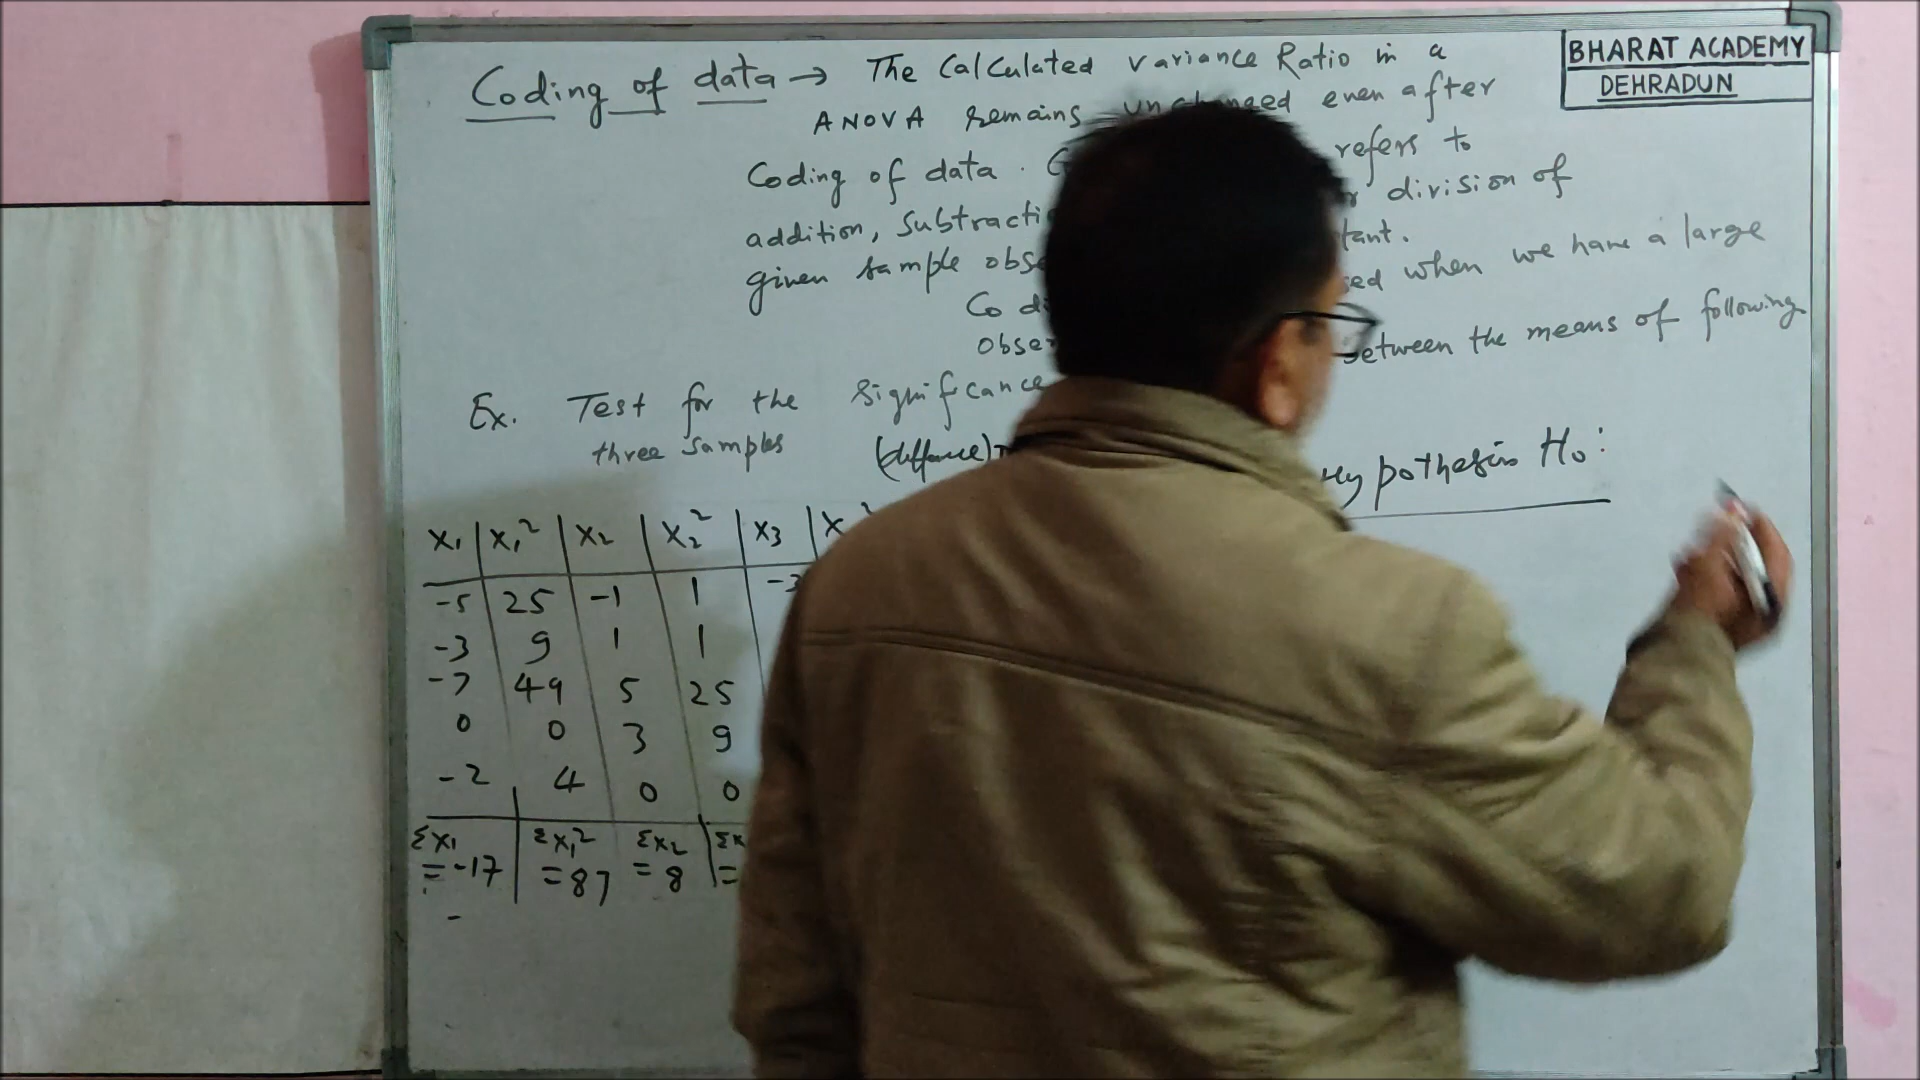 BHARAT ACADEMY
DEHRADUN
Coding of data → The Calculated variance Ratio in a
ANOVA remains unchanged even after
Coding of data. refers to
addition, Subtracti division of
given sample obse tant.
Co di sed when we have a large
obse
Ex. Test for the Significance between the means of following
three samples
Hypothesis H₀:
X₁ | X₁² | X₂ | X₂² | X₃ | X
-5 25 -1 1 -3
-3 9 1 1
-7 49 5 25
0 0 3 9
-2 4 0 0
ΣX₁ ΣX₁² ΣX₂ ΣX
= -17 = 87 = 8 =